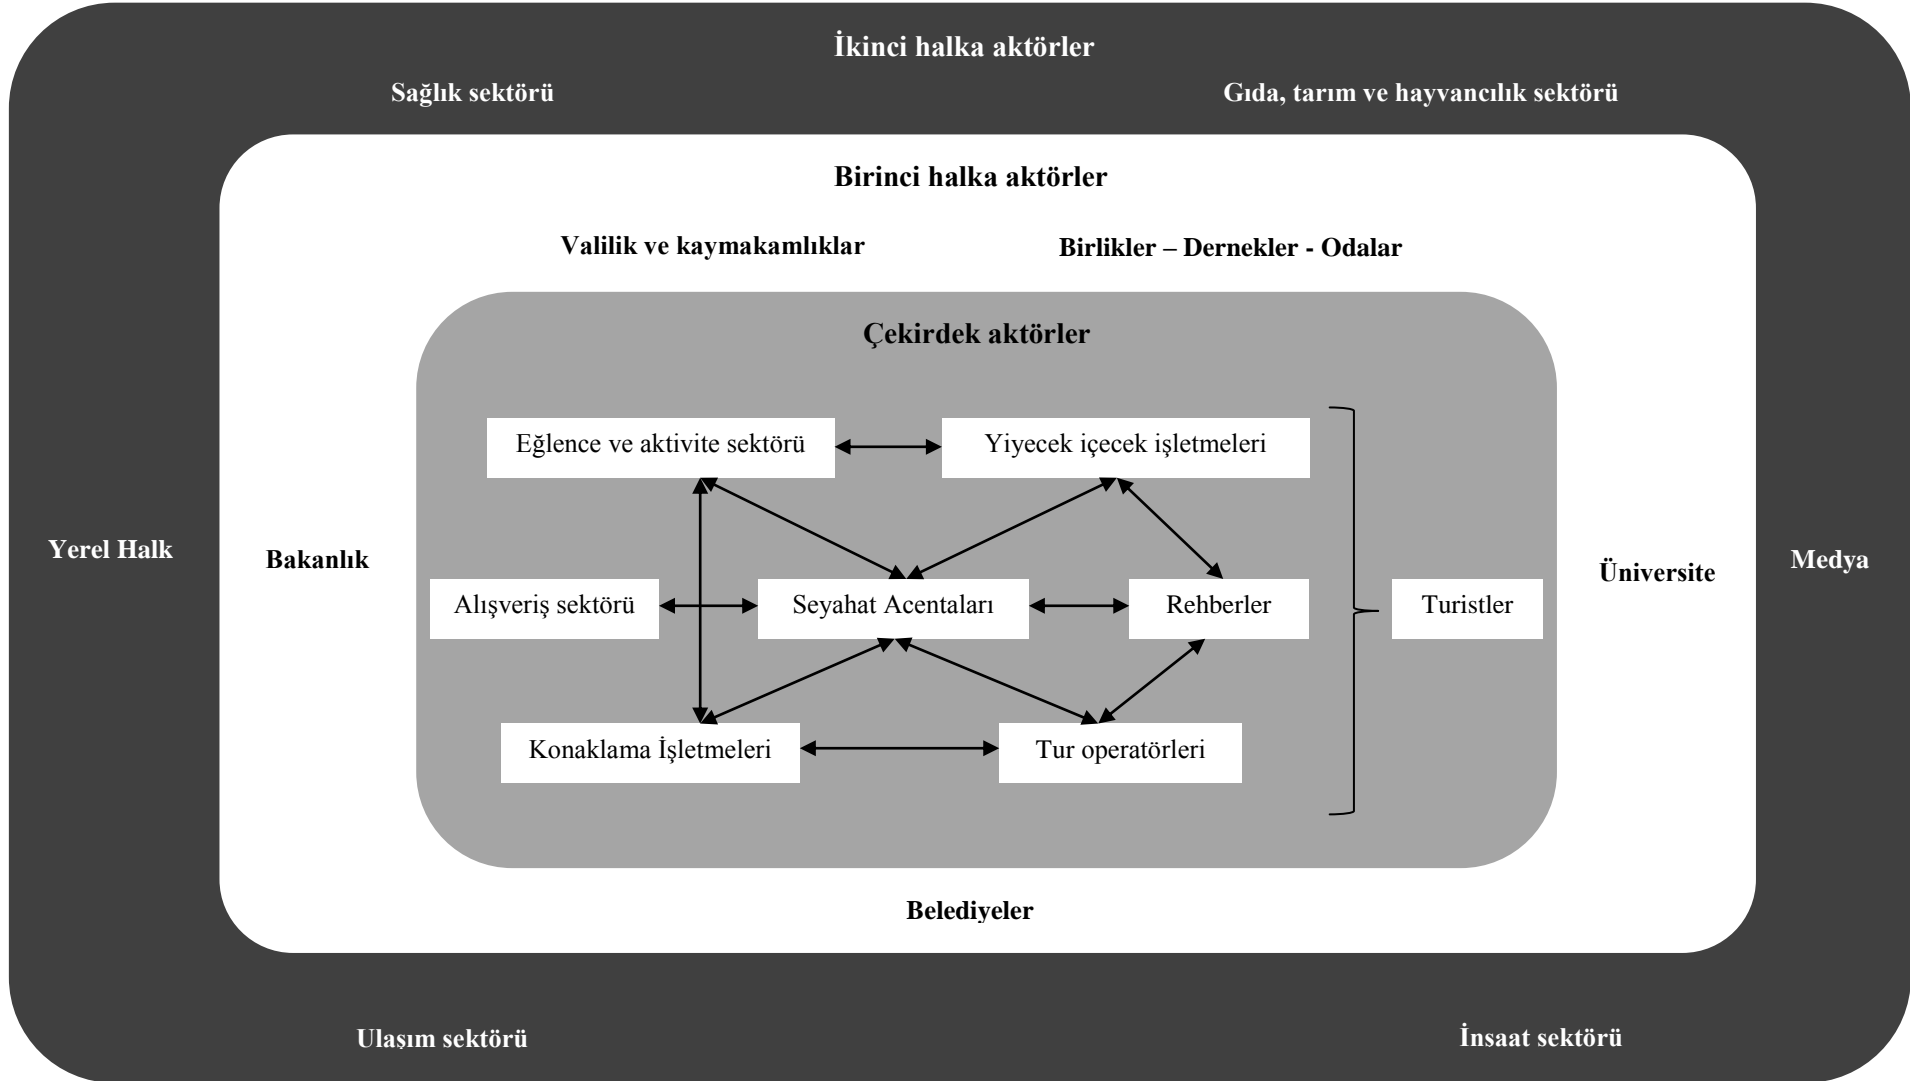 İkinci halka aktörler
Sağlık sektörü
Gıda, tarım ve hayvancılık sektörü
Birinci halka aktörler
Valilik ve kaymakamlıklar
Birlikler – Dernekler - Odalar
Çekirdek aktörler
Eğlence ve aktivite sektörü
Yiyecek içecek işletmeleri
Yerel Halk
Bakanlık
Alışveriş sektörü
Seyahat Acentaları
Rehberler
Turistler
Üniversite
Medya
Konaklama İşletmeleri
Tur operatörleri
Belediyeler
Ulaşım sektörü
İnsaat sektörü